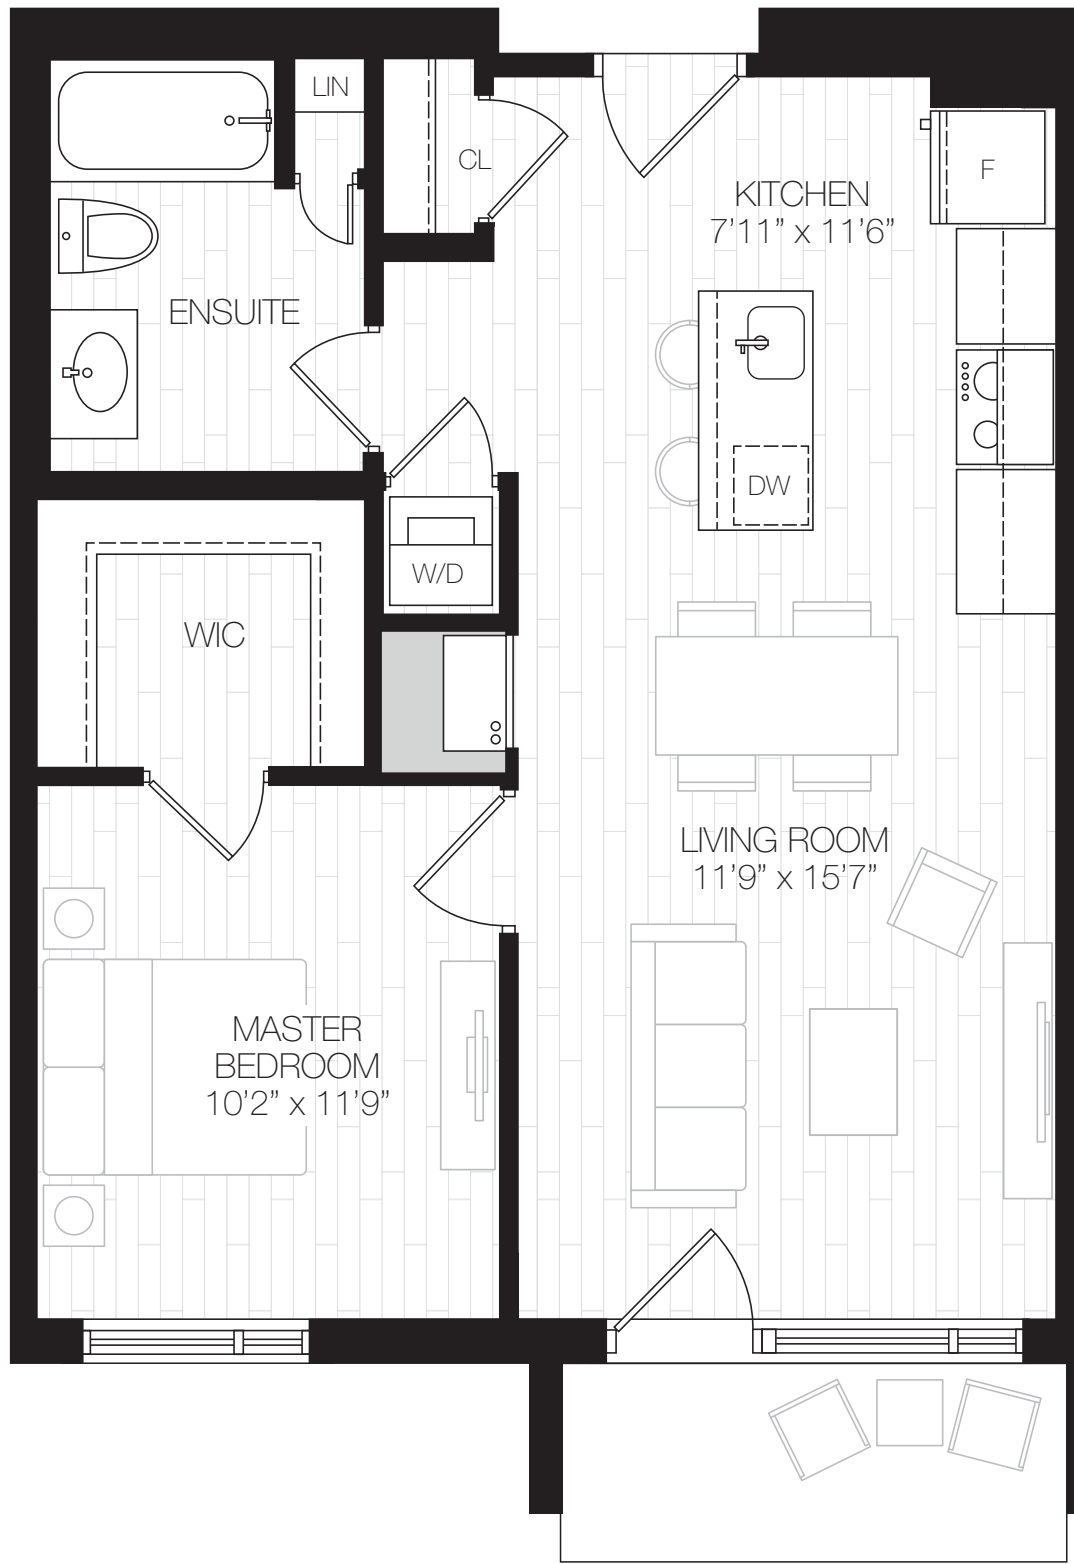 LIN
CL
F
KITCHEN
7’11” x 11’6”
ENSUITE
DW
W/D
WIC
LIVING ROOM
11’9” x 15’7”
MASTER
BEDROOM
10’2” x 11’9”